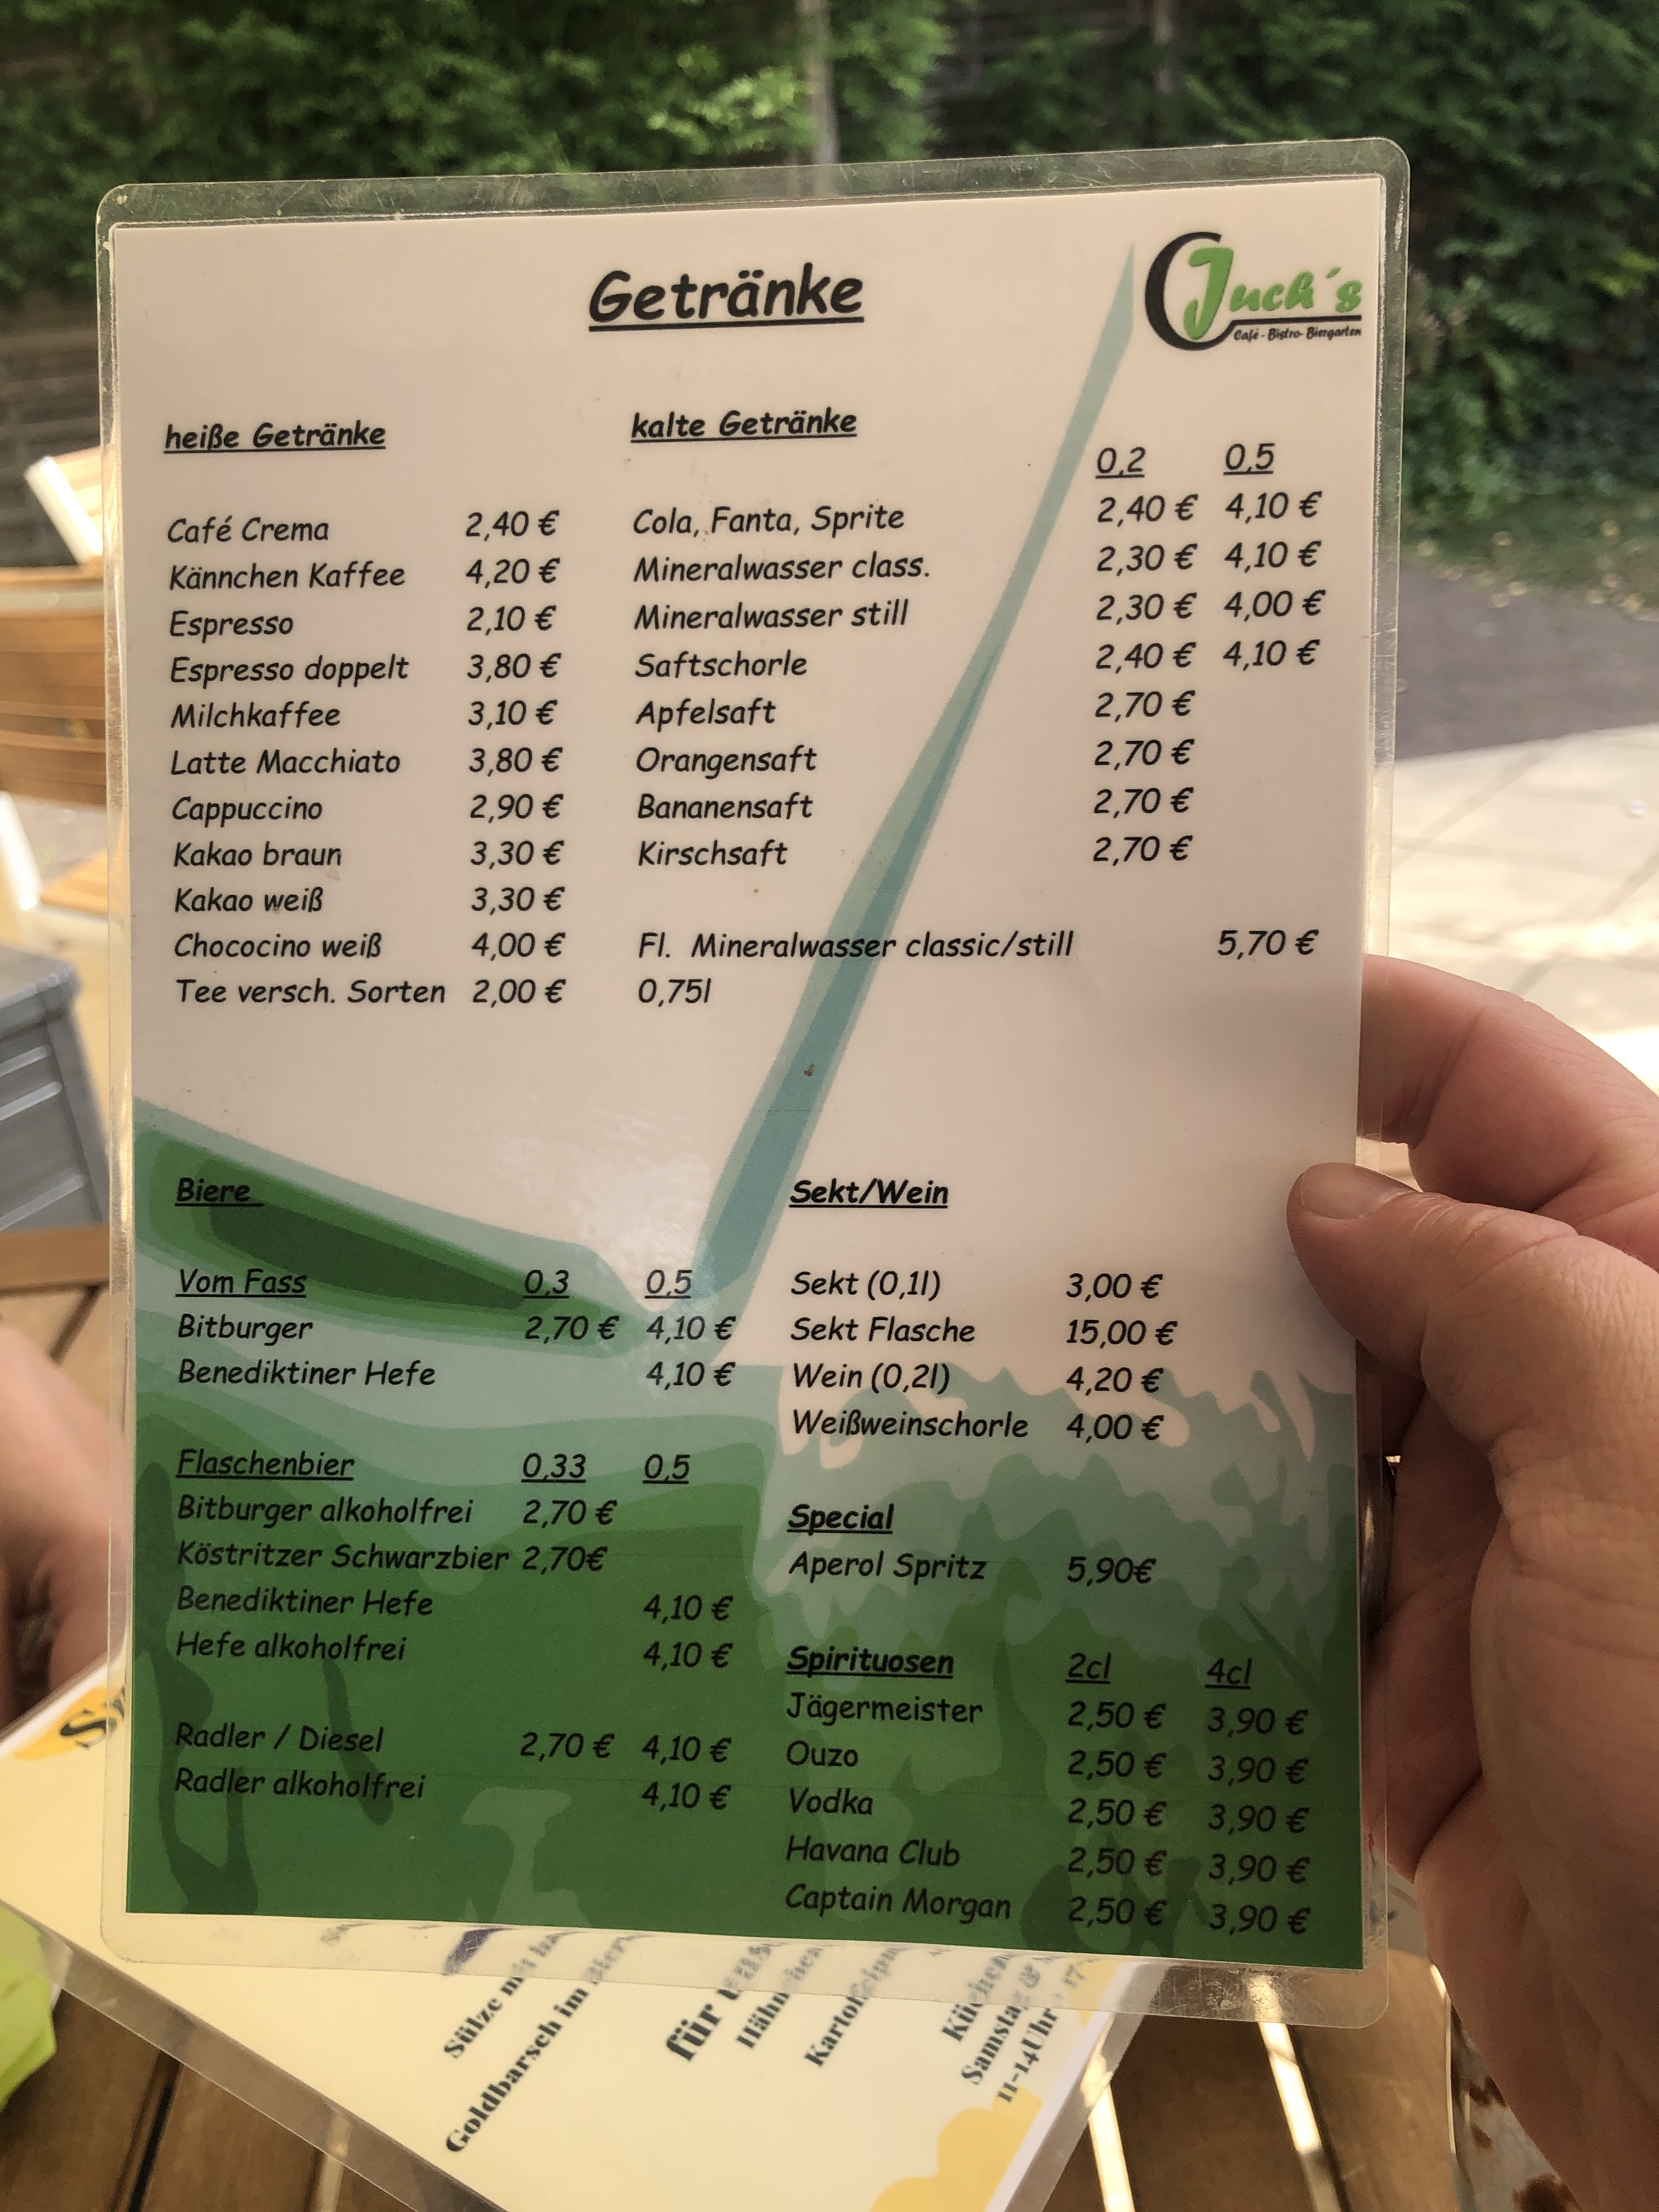 Getränke
Juch´s
Café - Bistro - Biergarten
heiße Getränke
Café Crema 2,40 €
Kännchen Kaffee 4,20 €
Espresso 2,10 €
Espresso doppelt 3,80 €
Milchkaffee 3,10 €
Latte Macchiato 3,80 €
Cappuccino 2,90 €
Kakao braun 3,30 €
Kakao weiß 3,30 €
Chococino weiß 4,00 €
Tee versch. Sorten 2,00 €
kalte Getränke
0,2 0,5
Cola, Fanta, Sprite 2,40 € 4,10 €
Mineralwasser class. 2,30 € 4,10 €
Mineralwasser still 2,30 € 4,00 €
Saftschorle 2,40 € 4,10 €
Apfelsaft 2,70 €
Orangensaft 2,70 €
Bananensaft 2,70 €
Kirschsaft 2,70 €
Fl. Mineralwasser classic/still 5,70 €
0,75l
Biere
Vom Fass 0,3 0,5
Bitburger 2,70 € 4,10 €
Benediktiner Hefe 4,10 €
Flaschenbier 0,33 0,5
Bitburger alkoholfrei 2,70 €
Köstritzer Schwarzbier 2,70€
Benediktiner Hefe 4,10 €
Hefe alkoholfrei 4,10 €
Radler / Diesel 2,70 € 4,10 €
Radler alkoholfrei 4,10 €
Sekt/Wein
Sekt (0,1l) 3,00 €
Sekt Flasche 15,00 €
Wein (0,2l) 4,20 €
Weißweinschorle 4,00 €
Special
Aperol Spritz 5,90€
Spirituosen 2cl 4cl
Jägermeister 2,50 € 3,90 €
Ouzo 2,50 € 3,90 €
Vodka 2,50 € 3,90 €
Havana Club 2,50 € 3,90 €
Captain Morgan 2,50 € 3,90 €
Sülze
Goldbarsch im
für
Samstag &
11-14Uhr